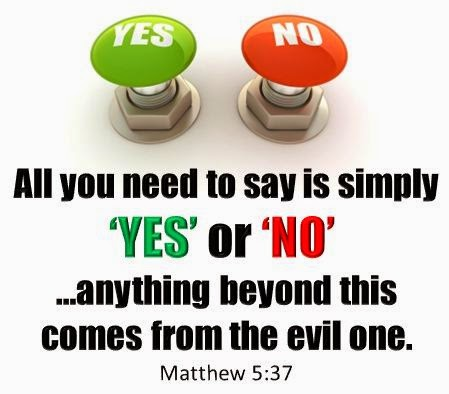 YES NO
All you need to say is simply
‘YES’ or ‘NO’
...anything beyond this
comes from the evil one.
Matthew 5:37